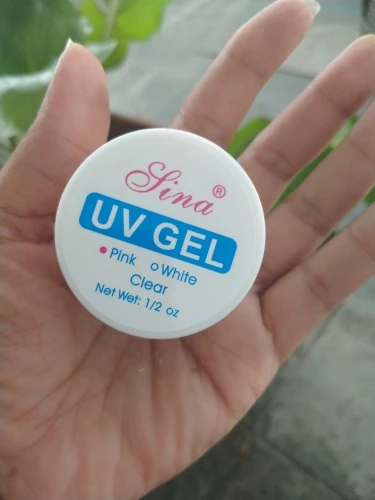 Sina®
UV GEL
Pink White
Clear
Net Wet: 1/2 oz